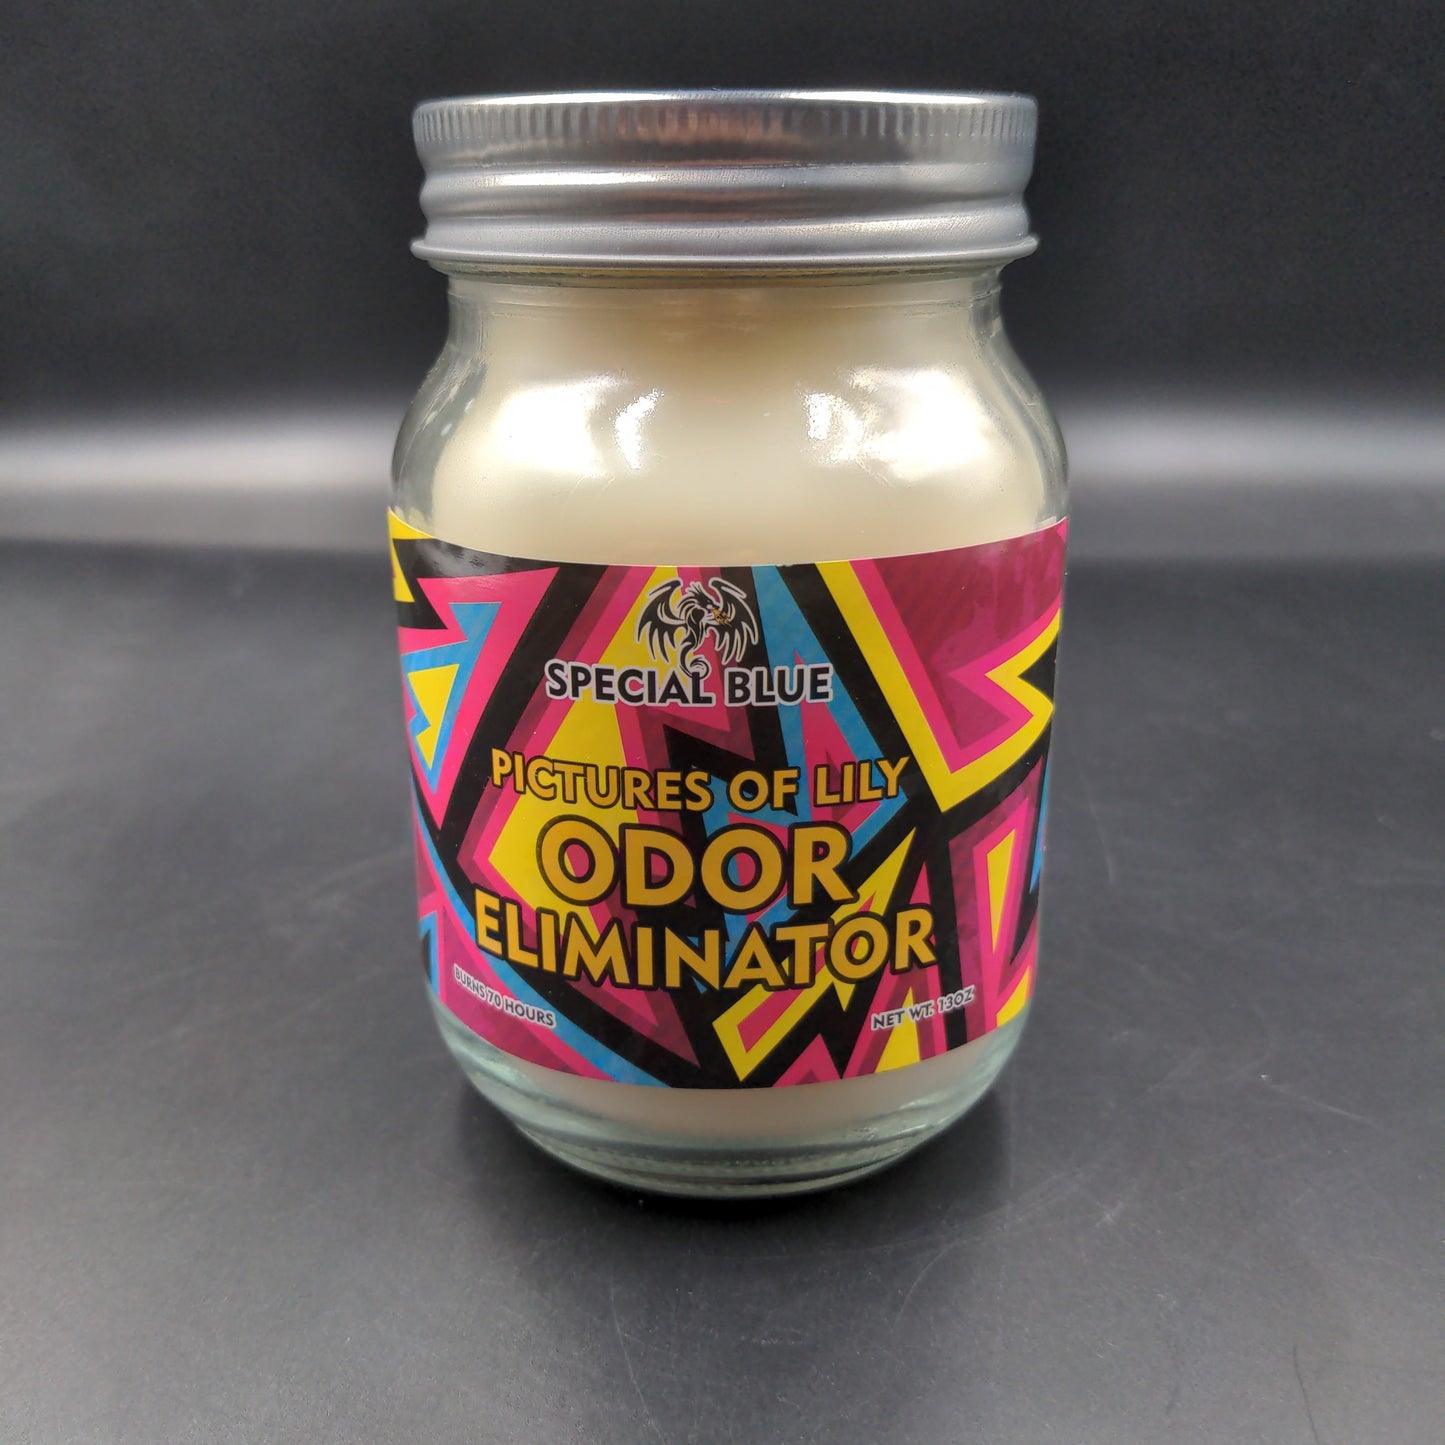 SPECIAL BLUE
PICTURES OF LILY
ODOR
ELIMINATOR
BURNS 70 HOURS
NET WT. 13OZ